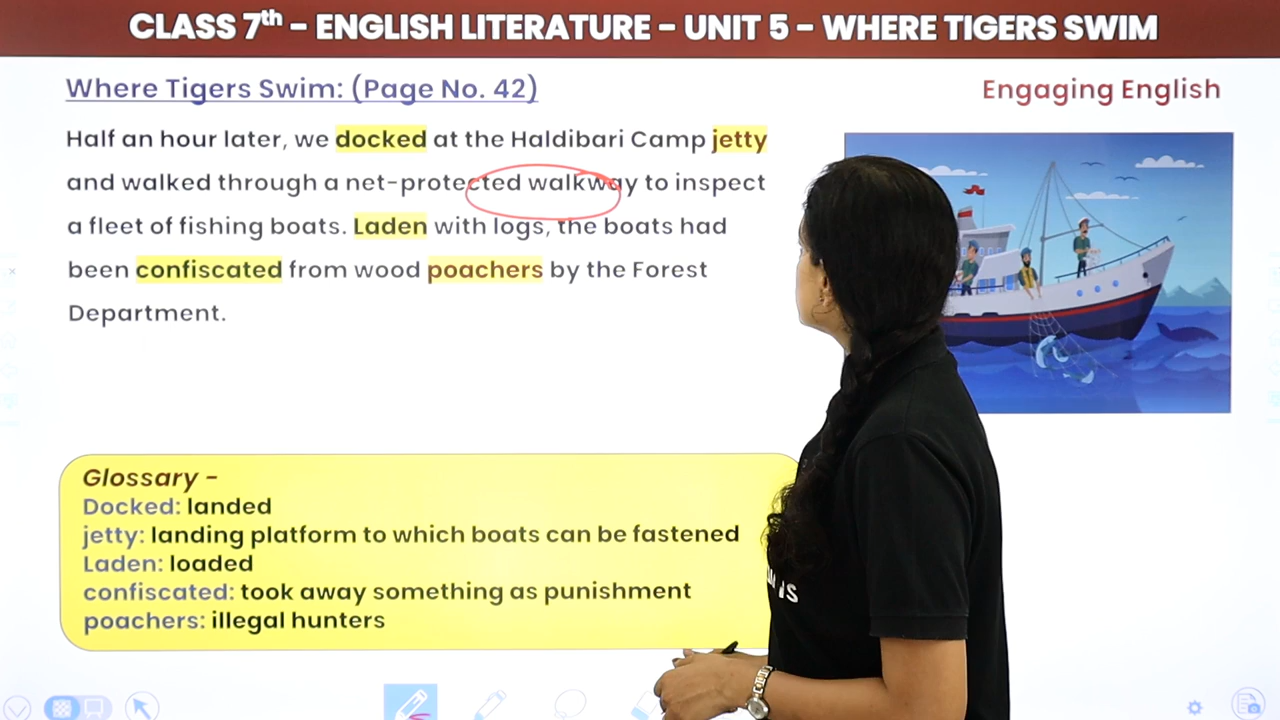 CLASS 7th – ENGLISH LITERATURE – UNIT 5 – WHERE TIGERS SWIM
Where Tigers Swim: (Page No. 42)
Engaging English
Half an hour later, we docked at the Haldibari Camp jetty
and walked through a net-protected walkway to inspect
a fleet of fishing boats. Laden with logs, the boats had
been confiscated from wood poachers by the Forest
Department.
Glossary -
Docked: landed
jetty: landing platform to which boats can be fastened
Laden: loaded
confiscated: took away something as punishment
poachers: illegal hunters